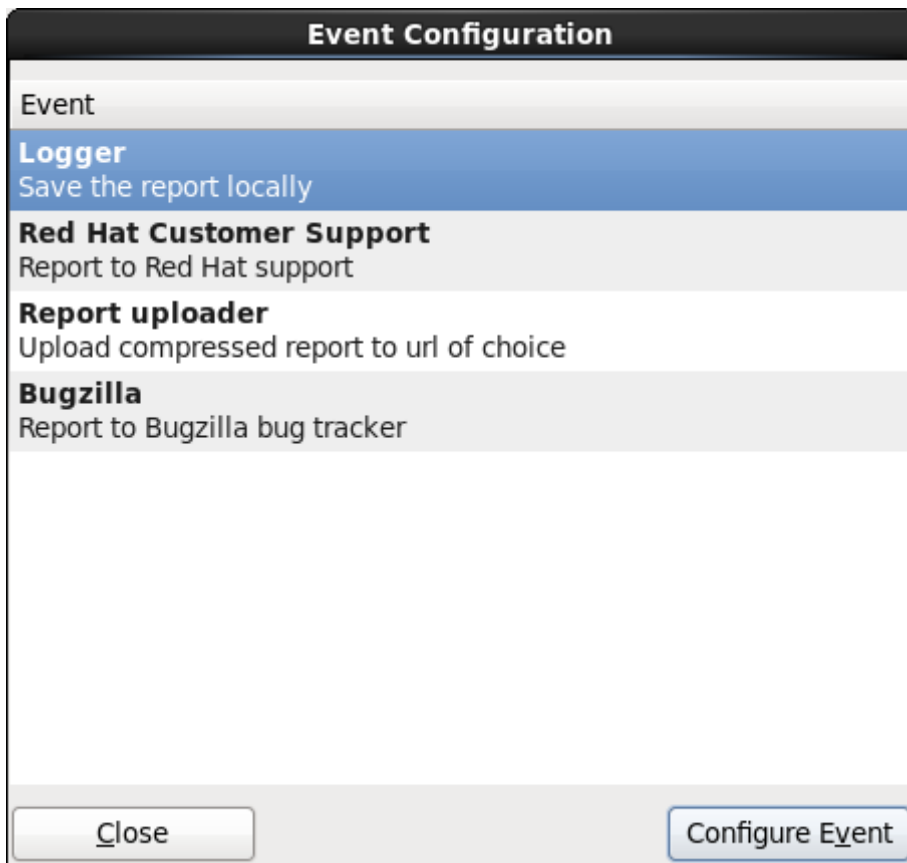 Event Configuration
Event
Logger
Save the report locally
Red Hat Customer Support
Report to Red Hat support
Report uploader
Upload compressed report to url of choice
Bugzilla
Report to Bugzilla bug tracker
Close
Configure Event